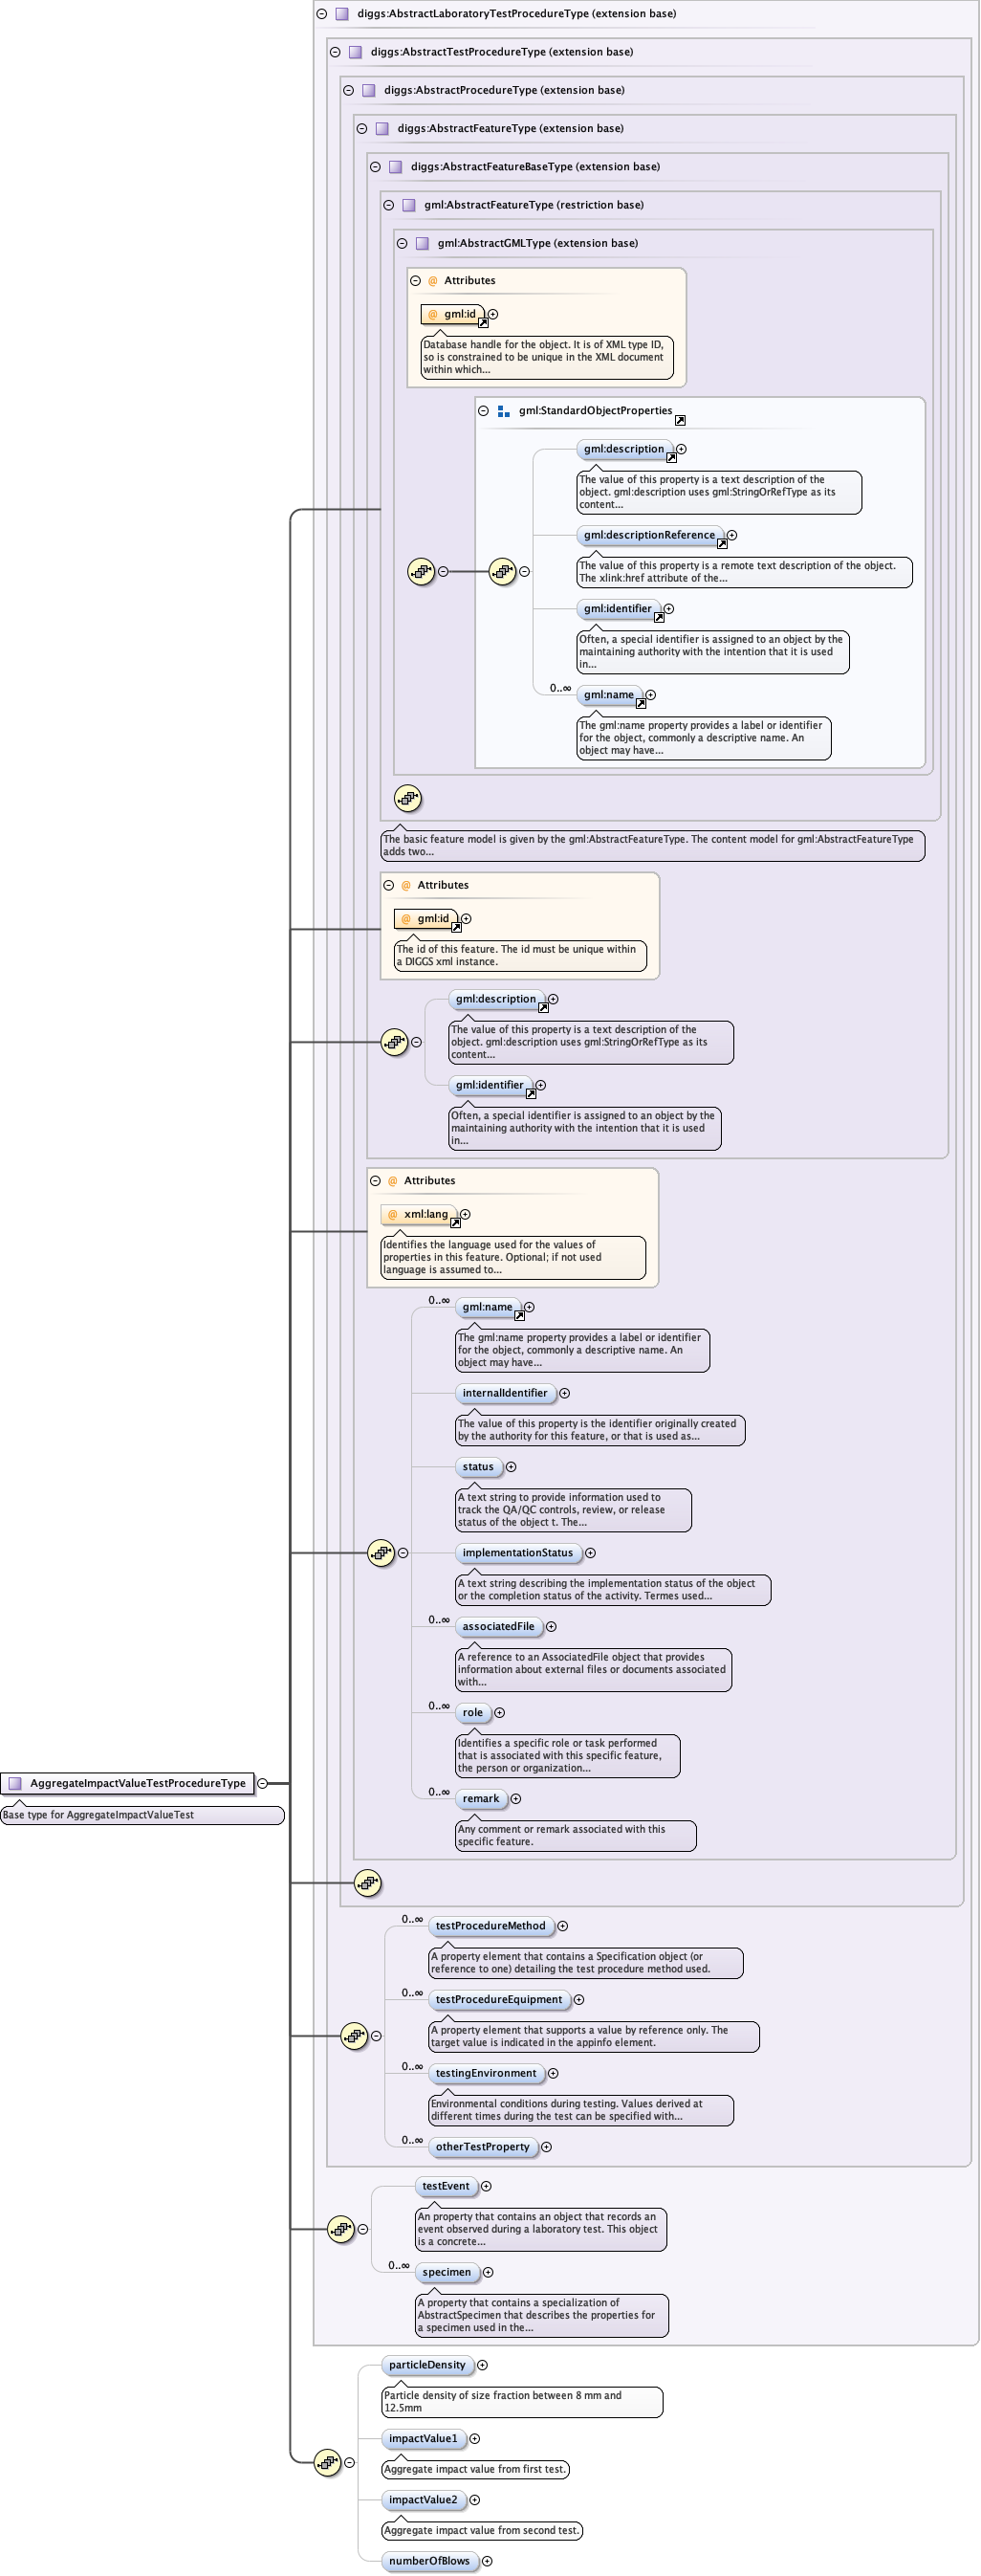 diggs:AbstractLaboratoryTestProcedureType (extension base)
diggs:AbstractTestProcedureType (extension base)
diggs:AbstractProcedureType (extension base)
diggs:AbstractFeatureType (extension base)
diggs:AbstractFeatureBaseType (extension base)
gml:AbstractFeatureType (restriction base)
gml:AbstractGMLType (extension base)
@ Attributes
@ gml:id
Database handle for the object. It is of XML type ID,
so is constrained to be unique in the XML document
within which...
gml:StandardObjectProperties
gml:description
The value of this property is a text description of the
object. gml:description uses gml:StringOrRefType as its
content...
gml:descriptionReference
The value of this property is a remote text description of the object.
The xlink:href attribute of the...
gml:identifier
Often, a special identifier is assigned to an object by the
maintaining authority with the intention that it is used
in...
0..∞
gml:name
The gml:name property provides a label or identifier
for the object, commonly a descriptive name. An
object may have...
The basic feature model is given by the gml:AbstractFeatureType. The content model for gml:AbstractFeatureType
adds two...
@ Attributes
@ gml:id
The id of this feature. The id must be unique within
a DIGGS xml instance.
gml:description
The value of this property is a text description of the
object. gml:description uses gml:StringOrRefType as its
content...
gml:identifier
Often, a special identifier is assigned to an object by the
maintaining authority with the intention that it is used
in...
@ Attributes
@ xml:lang
Identifies the language used for the values of
properties in this feature. Optional; if not used
language is assumed to...
0..∞
gml:name
The gml:name property provides a label or identifier
for the object, commonly a descriptive name. An
object may have...
internalIdentifier
The value of this property is the identifier originally created
by the authority for this feature, or that is used as...
status
A text string to provide information used to
track the QA/QC controls, review, or release
status of the object t. The...
implementationStatus
A text string describing the implementation status of the object
or the completion status of the activity. Termes used...
0..∞
associatedFile
A reference to an AssociatedFile object that provides
information about external files or documents associated
with...
0..∞
role
Identifies a specific role or task performed
that is associated with this specific feature,
the person or organization...
AggregateImpactValueTestProcedureType
Base type for AggregateImpactValueTest
0..∞
remark
Any comment or remark associated with this
specific feature.
0..∞
testProcedureMethod
A property element that contains a Specification object (or
reference to one) detailing the test procedure method used.
0..∞
testProcedureEquipment
A property element that supports a value by reference only. The
target value is indicated in the appinfo element.
0..∞
testingEnvironment
Environmental conditions during testing. Values derived at
different times during the test can be specified with...
0..∞
otherTestProperty
testEvent
An property that contains an object that records an
event observed during a laboratory test. This object
is a concrete...
0..∞
specimen
A property that contains a specialization of
AbstractSpecimen that describes the properties for
a specimen used in the...
particleDensity
Particle density of size fraction between 8 mm and
12.5mm
impactValue1
Aggregate impact value from first test.
impactValue2
Aggregate impact value from second test.
numberOfBlows